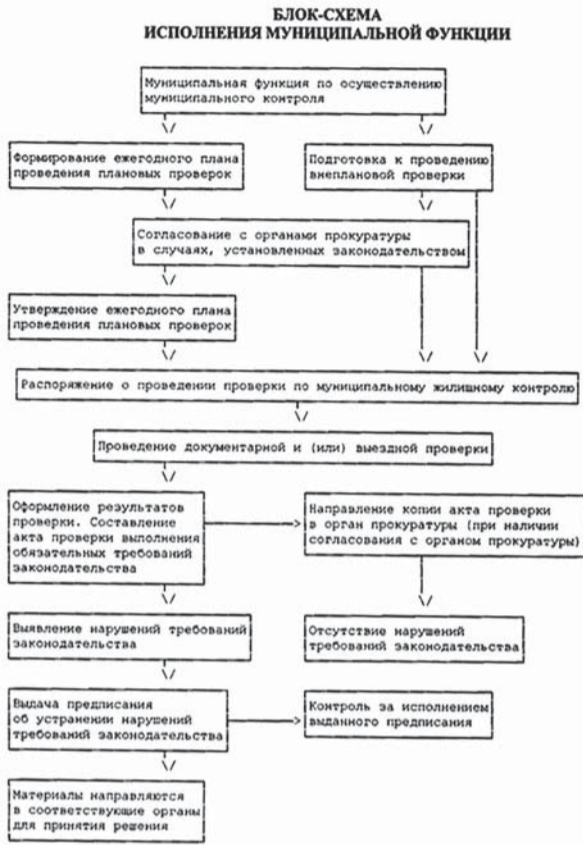 БЛОК-СХЕМА
ИСПОЛНЕНИЯ МУНИЦИПАЛЬНОЙ ФУНКЦИИ
Муниципальная функция по осуществлению
муниципального контроля
Формирование ежегодного плана
проведения плановых проверок
Подготовка к проведению
внеплановой проверки
Согласование с органами прокуратуры
в случаях, установленных законодательством
Утверждение ежегодного плана
проведения плановых проверок
Распоряжение о проведении проверки по муниципальному жилищному контролю
Проведение документарной и (или) выездной проверки
Оформление результатов
проверки. Составление
акта проверки выполнения
обязательных требований
законодательства
Направление копии акта проверки
в орган прокуратуры (при наличии
согласования с органом прокуратуры)
Выявление нарушений требований
законодательства
Отсутствие нарушений
требований законодательства
Выдача предписания
об устранении нарушений
требований законодательства
Контроль за исполнением
выданного предписания
Материалы направляются
в соответствующие органы
для принятия решения